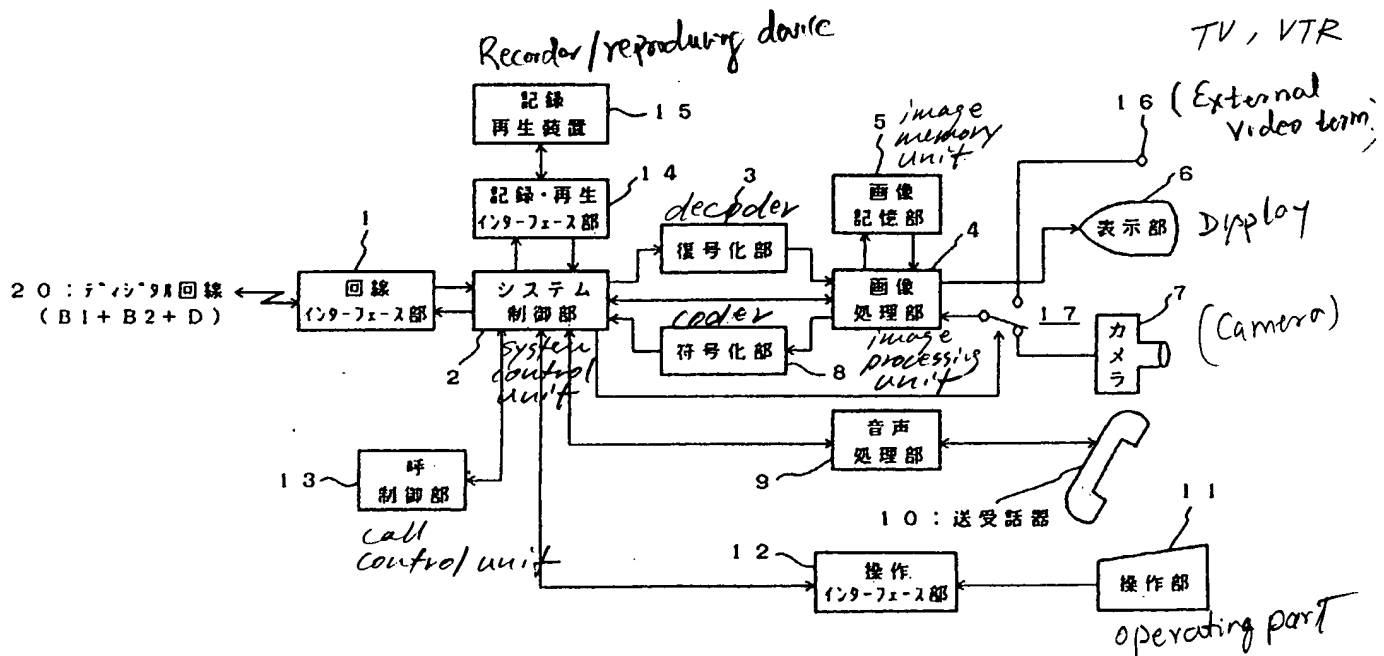 Recorder/reproducing device
TV, VTR
記録
再生装置
15
16 (External
video term)
5 image
memory
unit
記録・再生
インターフェース部
14
3
decoder
復号化部
画像
記憶部
4
6
表示部
Display
1
20：ディジタル回線
(B1+B2+D)
回線
インターフェース部
システム
制御部
画像
処理部
17
7
カメラ
(Camera)
2
system
control
unit
coder
符号化部
8
image
processing
unit
音声
処理部
9
13
呼
制御部
call
control unit
10：送受話器
11
12
操作
インターフェース部
操作部
operating part